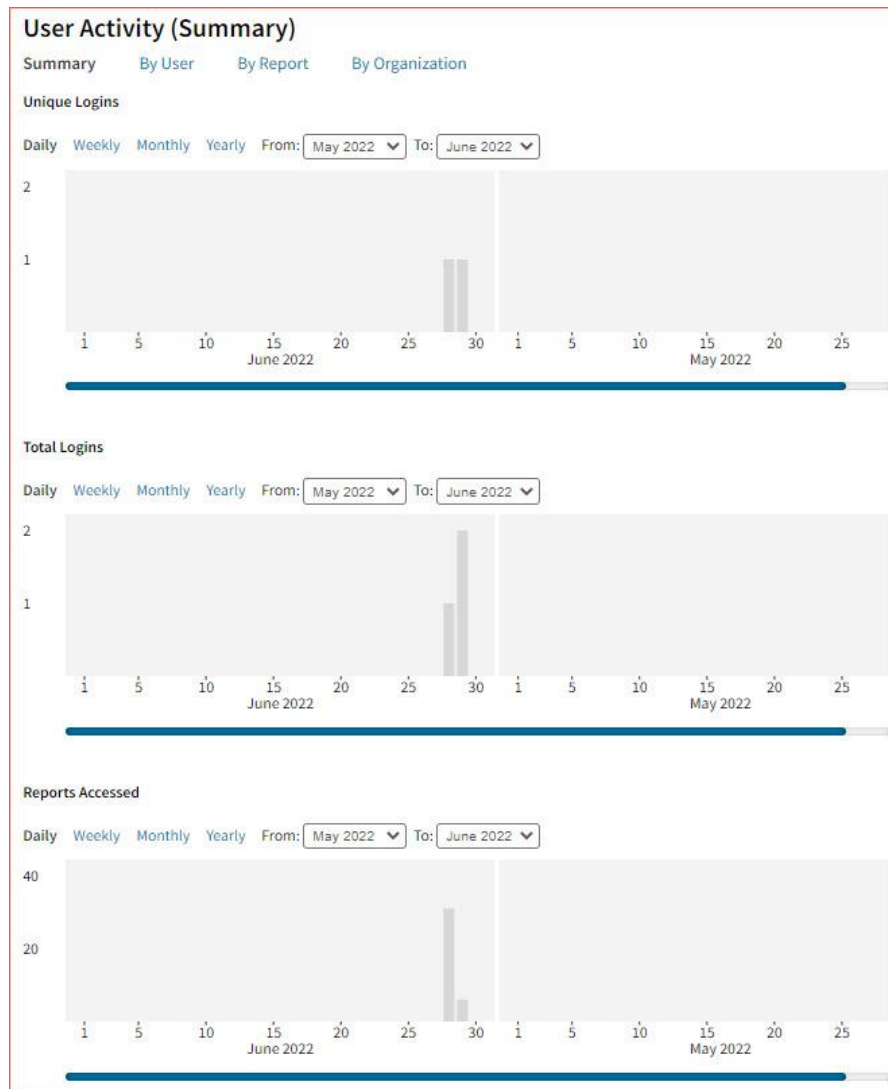 User Activity (Summary)
Summary By User By Report By Organization
Unique Logins
Daily Weekly Monthly Yearly From: May 2022 To: June 2022
2
1
1 5 10 15 20 25 30 1 5 10 15 20 25
June 2022 May 2022
Total Logins
Daily Weekly Monthly Yearly From: May 2022 To: June 2022
2
1
1 5 10 15 20 25 30 1 5 10 15 20 25
June 2022 May 2022
Reports Accessed
Daily Weekly Monthly Yearly From: May 2022 To: June 2022
40
20
1 5 10 15 20 25 30 1 5 10 15 20 25
June 2022 May 2022